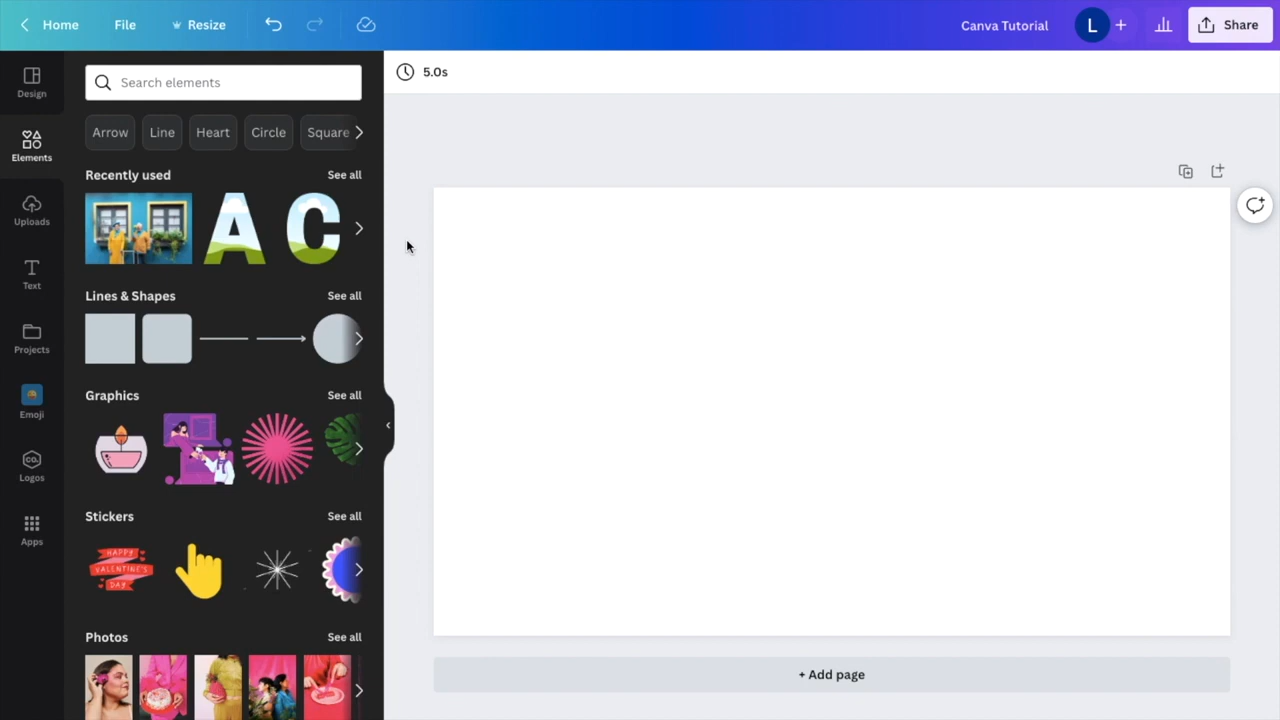 Home File Resize Canva Tutorial L + Share
5.0s
Design
Elements
Uploads
Text
Projects
Emoji
co.
Logos
Apps
Search elements
Arrow Line Heart Circle Square
Recently used See all
A C
Lines & Shapes See all
Graphics See all
Stickers See all
HAPPY
VALENTINE'S
DAY
Photos See all
+ Add page